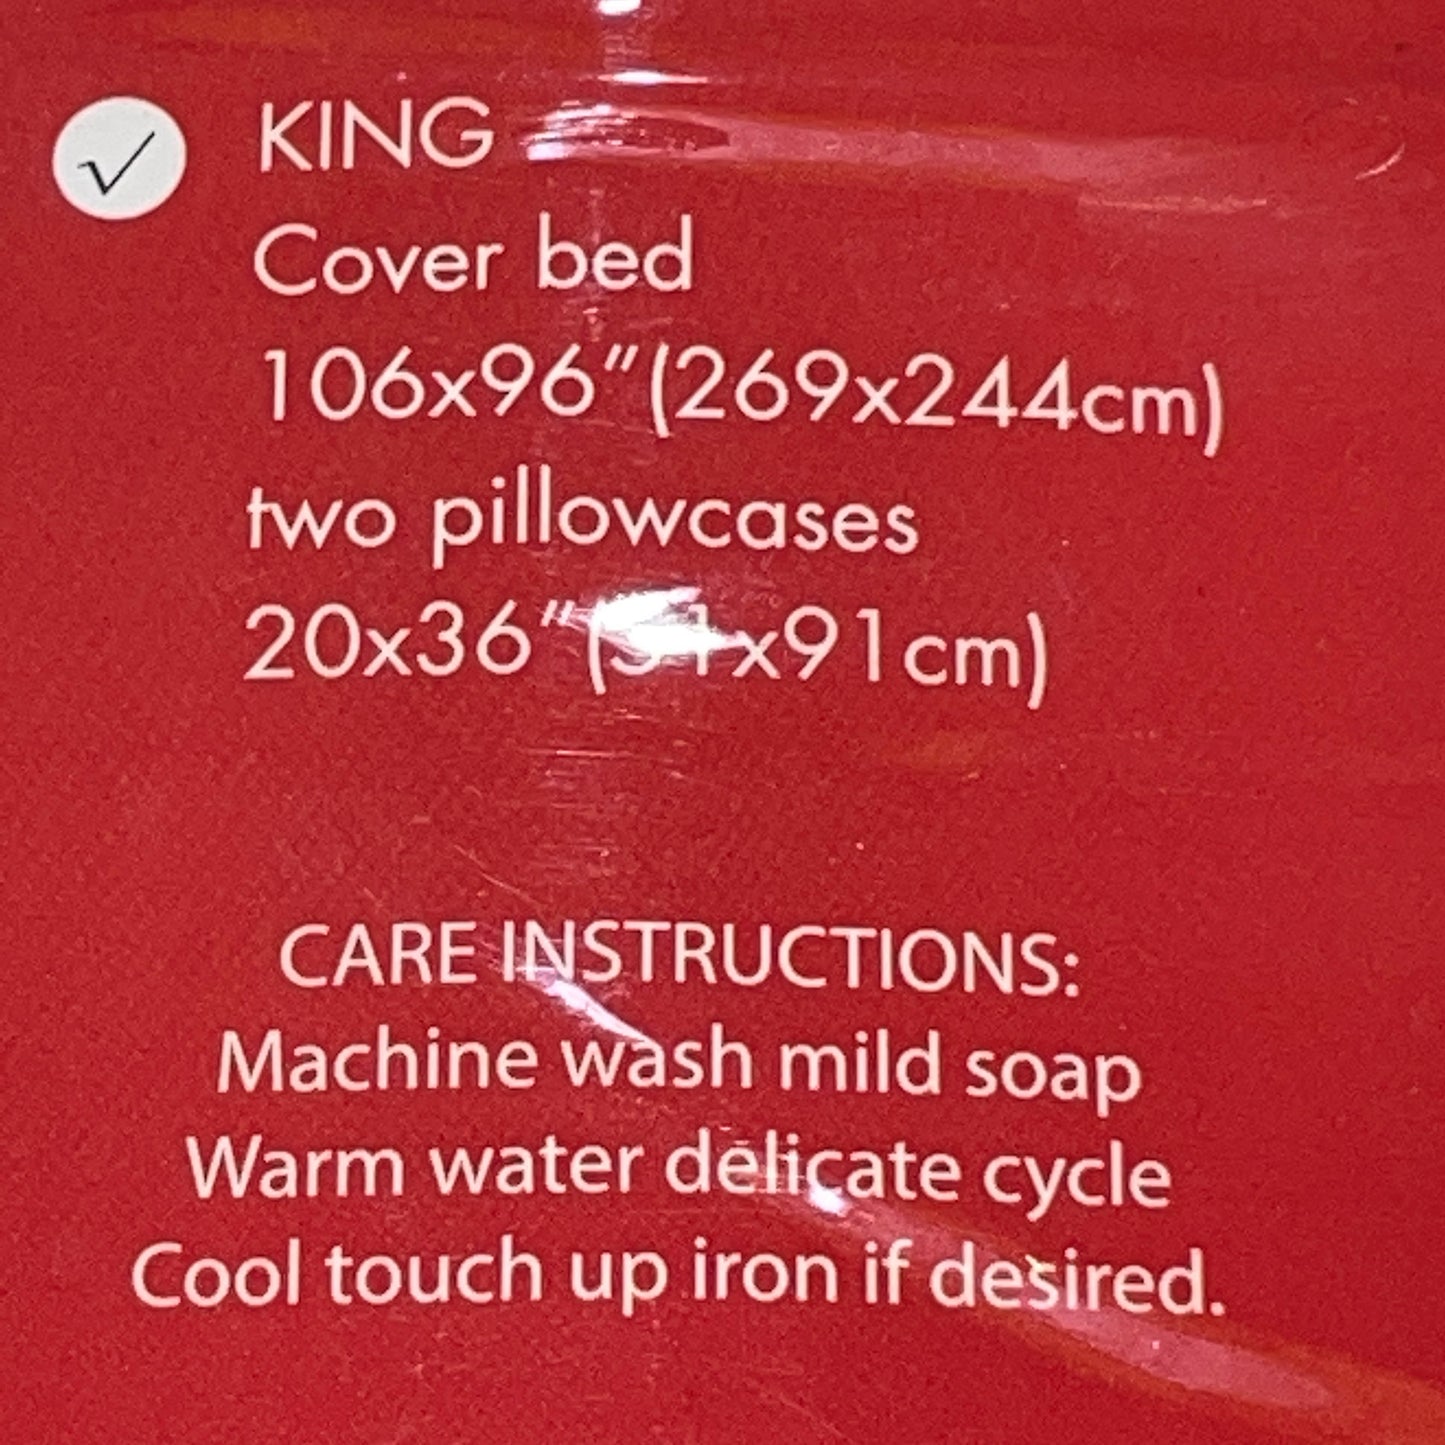 √ KING
Cover bed
106x96"(269x244cm)
two pillowcases
20x36" (51x91cm)
CARE INSTRUCTIONS:
Machine wash mild soap
Warm water delicate cycle
Cool touch up iron if desired.